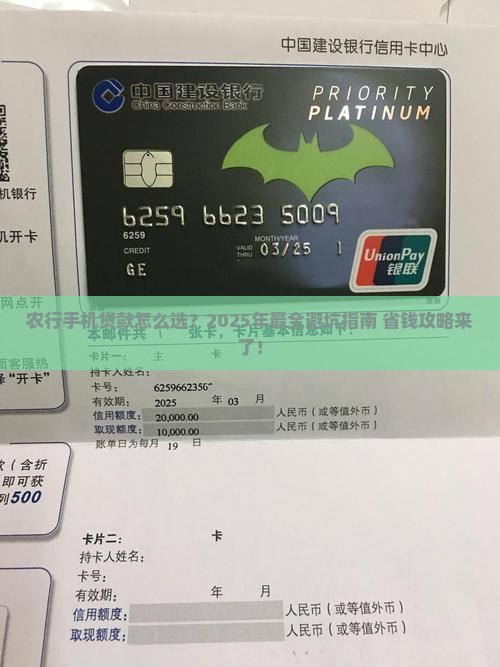 中国建设银行信用卡中心
中国建设银行
China Construction Bank
PRIORITY
PLATINUM
机银行
机开卡
6259 6623 5009
6259
CREDIT
MONTH/YEAR
VALID THRU 03/25 1
GE
UnionPay
银联
网点开
农行手机贷款怎么选？2025年最全避坑指南 省钱攻略来
了！
本邮件共 1 张卡，卡片基本信息如下：
卡片一： 主 卡
面客服热
择“开卡”
持卡人姓名：
卡号： 6259662350
有效期： 2025 年 03 月
信用额度： 20,000.00 人民币（或等值外币）
取现额度： 10,000.00 人民币（或等值外币）
账单日为每月 19 日
款（含折
即可获
列500
卡片二： 卡
持卡人姓名：
卡号：
有效期： 年 月
信用额度： 人民币（或等值外币）
取现额度： 人民币（或等值外币）